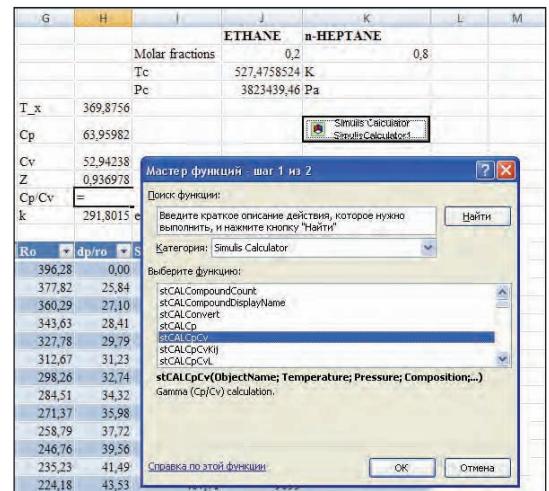 G H I J K L M
ETHANE n-HEPTANE
Molar fractions 0,2 0,8
Tc 527,4758524 K
Pc 3823439,46 Pa
T_x 369,8756
Simulis Calculator
SimulisCalculator1
Cp 63,95982
Cv 52,94238
Z 0,936978
Cp/Cv =
k 291,8015 e
Ro dp/ro S
396,28 0,00
377,82 25,84
360,29 27,10
343,63 28,41
327,78 29,79
312,67 31,23
298,26 32,74
284,51 34,32
271,37 35,98
258,79 37,72
246,76 39,56
235,23 41,49
224,18 43,53
Мастер функций - шаг 1 из 2
Поиск функции:
Введите краткое описание действия, которое нужно
выполнить, и нажмите кнопку "Найти"
Найти
Категория: Simulis Calculator
Выберите функцию:
stCALCompoundCount
stCALCompoundDisplayName
stCALConvert
stCALCp
stCALCpCv
stCALCpCvKij
stCALCpCvL
stCALCpCv(ObjectName; Temperature; Pressure; Composition;...)
Gamma (Cp/Cv) calculation.
Справка по этой функции
ОК
Отмена